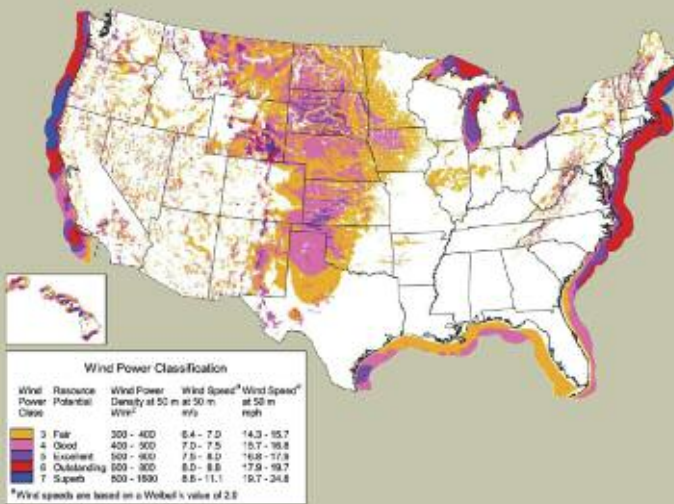 Wind Power Classification
Wind Power Class Resource Potential Wind Power Density at 50 m W/m² Wind Speedᵃ at 50 m m/s Wind Speedᵃ at 50 m mph
3 Fair 300 - 400 6.4 - 7.0 14.3 - 15.7
4 Good 400 - 500 7.0 - 7.5 15.7 - 16.8
5 Excellent 500 - 600 7.5 - 8.0 16.8 - 17.9
6 Outstanding 600 - 800 8.0 - 8.8 17.9 - 19.7
7 Superb 800 - 1600 8.8 - 11.1 19.7 - 24.8
ᵃWind speeds are based on a Weibull k value of 2.0